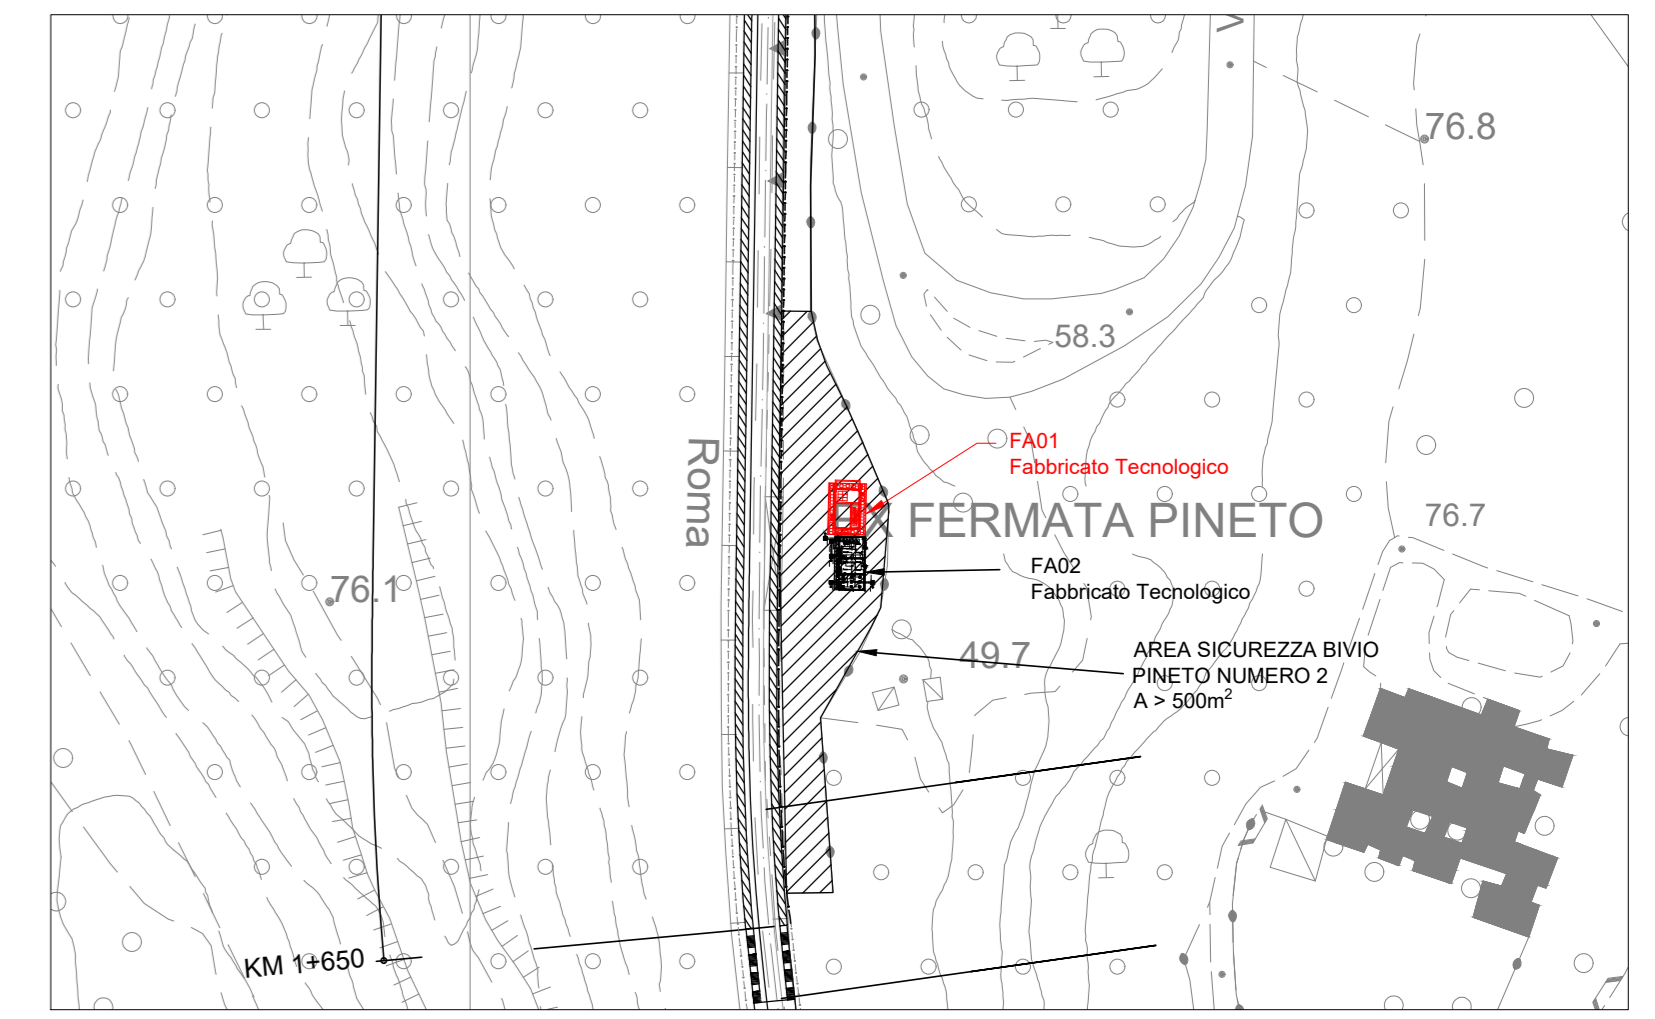 76.8
58.3
Roma
FA01
Fabbricato Tecnologico
EX FERMATA PINETO
76.7
FA02
Fabbricato Tecnologico
76.1
49.7
AREA SICUREZZA BIVIO
PINETO NUMERO 2
A > 500m²
KM 1+650